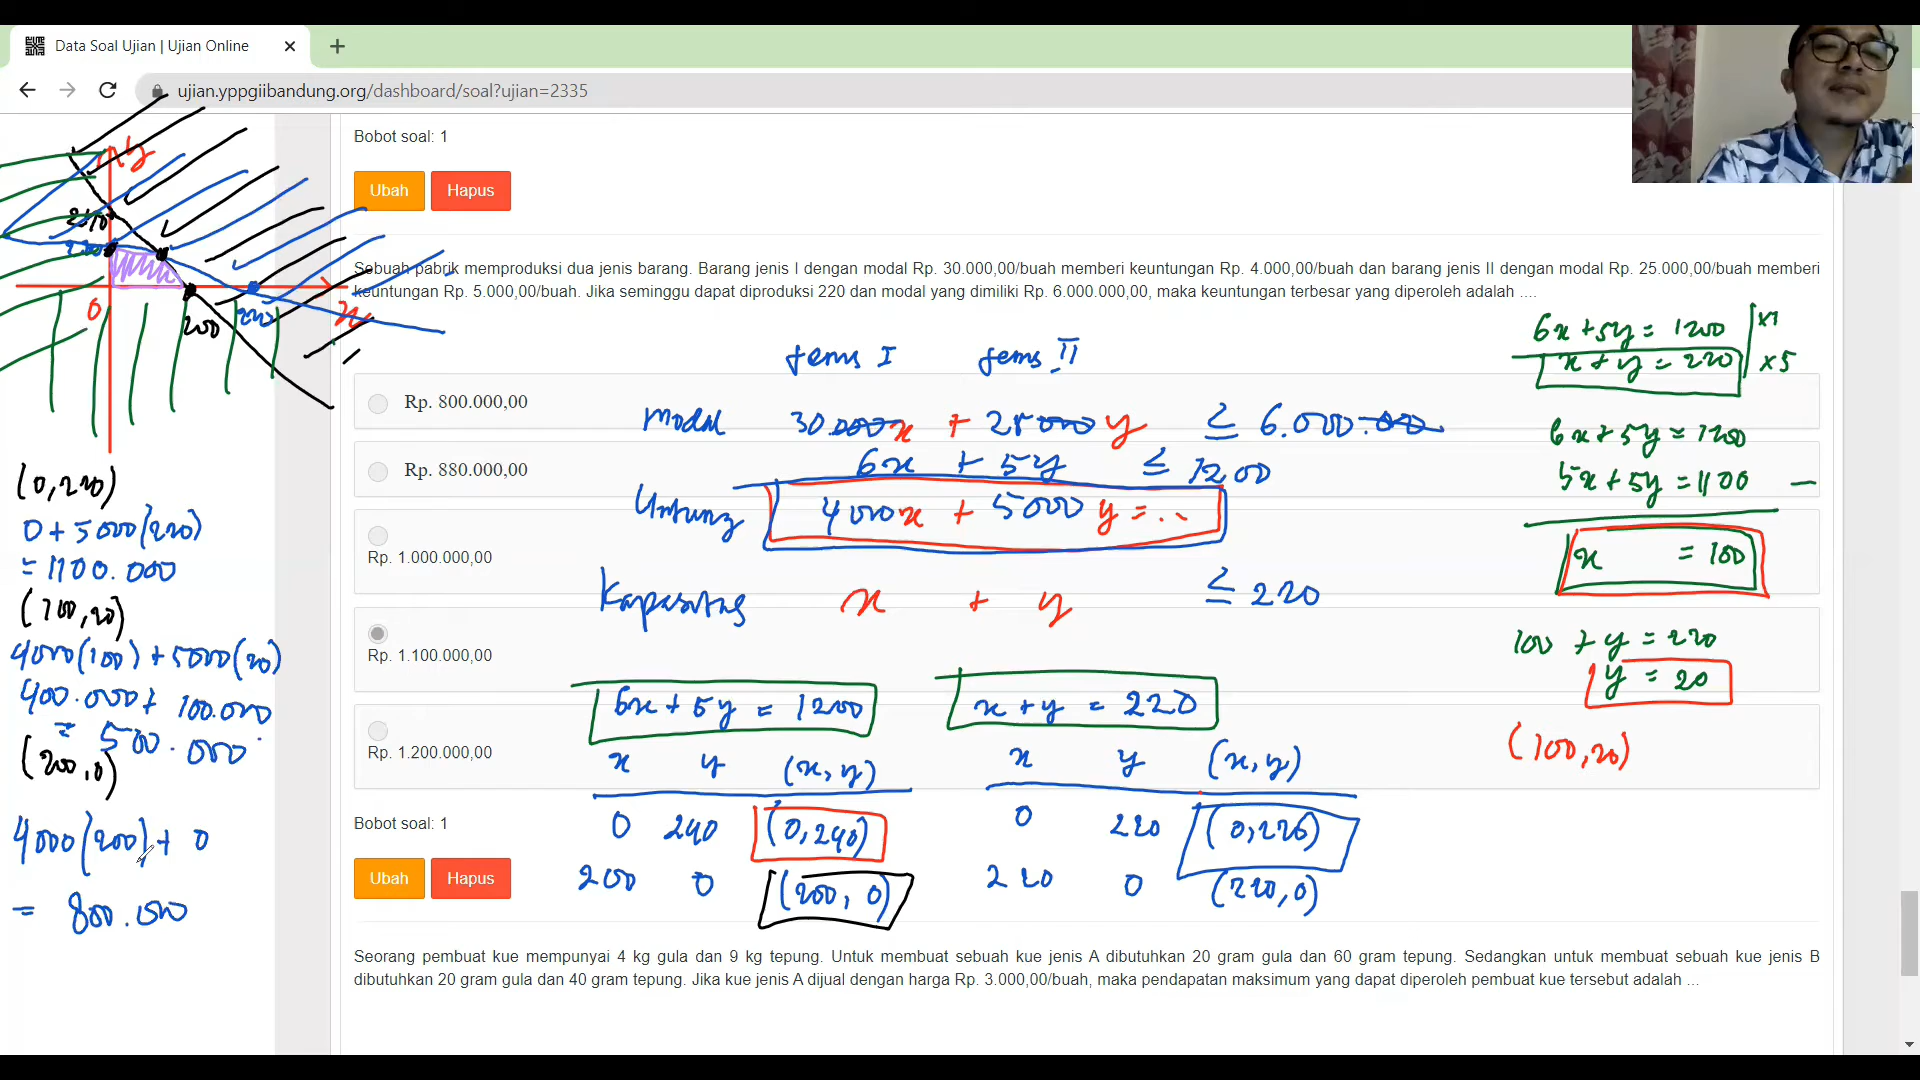 Data Soal Ujian | Ujian Online
ujian.yppgiibandung.org/dashboard/soal?ujian=2335
Bobot soal: 1
Ubah Hapus
Sebuah pabrik memproduksi dua jenis barang. Barang jenis I dengan modal Rp. 30.000,00/buah memberi keuntungan Rp. 4.000,00/buah dan barang jenis II dengan modal Rp. 25.000,00/buah memberi
keuntungan Rp. 5.000,00/buah. Jika seminggu dapat diproduksi 220 dan modal yang dimiliki Rp. 6.000.000,00, maka keuntungan terbesar yang diperoleh adalah ....
Rp. 800.000,00
Rp. 880.000,00
Rp. 1.000.000,00
Rp. 1.100.000,00
Rp. 1.200.000,00
Bobot soal: 1
Ubah Hapus
Seorang pembuat kue mempunyai 4 kg gula dan 9 kg tepung. Untuk membuat sebuah kue jenis A dibutuhkan 20 gram gula dan 60 gram tepung. Sedangkan untuk membuat sebuah kue jenis B
dibutuhkan 20 gram gula dan 40 gram tepung. Jika kue jenis A dijual dengan harga Rp. 3.000,00/buah, maka pendapatan maksimum yang dapat diperoleh pembuat kue tersebut adalah ...
y
0
200
220
x
(0,220)
0 + 5000(220)
= 1100.000
(100,20)
4000(100) + 5000(20)
400.000 + 100.000
= 500.000
(200,0)
4000(200) + 0
= 800.000
Jenis I Jenis II
Modal 30.000x + 25000y ≤ 6.000.000
6x + 5y ≤ 1200
Untung 4000x + 5000y = ...
Kapasitas x + y ≤ 220
6x + 5y = 1200
x y (x,y)
0 240 (0,240)
200 0 (200,0)
x + y = 220
x y (x,y)
0 220 (0,220)
220 0 (220,0)
6x + 5y = 1200 | x1
x + y = 220 | x5
6x + 5y = 1200
5x + 5y = 1100 —
x = 100
100 + y = 220
y = 20
(100,20)